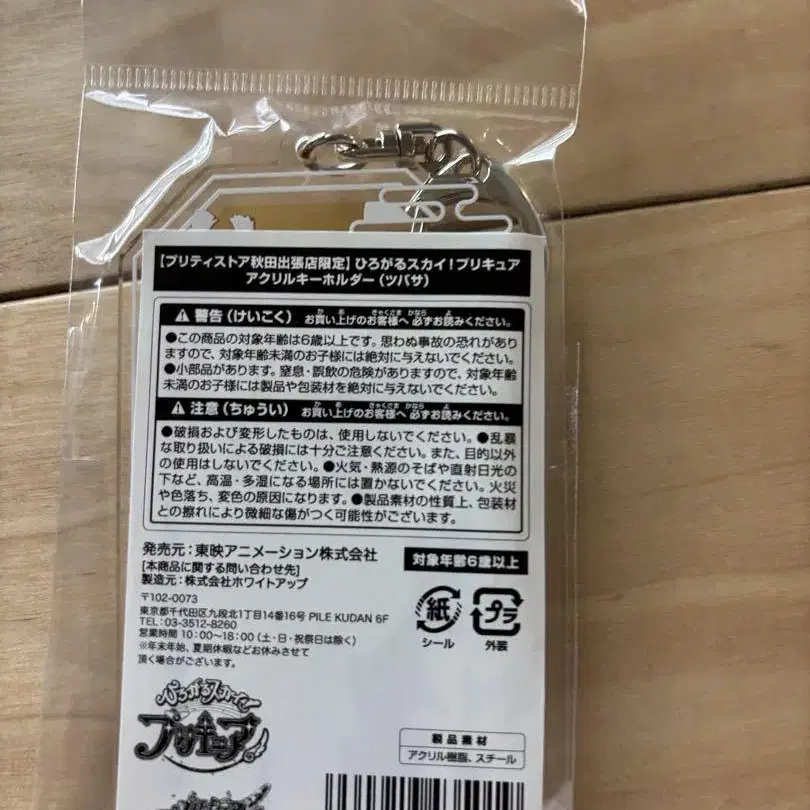 【プリティストア秋田出張店限定】ひろがるスカイ！プリキュア
アクリルキーホルダー（ツバサ）
警告（けいこく） お買い上げのお客様へ 必ずお読みください。
●この商品の対象年齢は6歳以上です。思わぬ事故の恐れがあり
ますので、対象年齢未満のお子様には絶対に与えないでください。
●小部品があります。窒息・誤飲の危険がありますので、対象年齢
未満のお子様には製品や包装材を絶対に与えないでください。
注意（ちゅうい） お買い上げのお客様へ 必ずお読みください。
●破損および変形したものは、使用しないでください。●乱暴
な取り扱いによる破損には十分ご注意ください。また、目的以外
の使用はしないでください。●火気・熱源のそばや直射日光の
下など、高温・多湿になる場所には置かないでください。火災
や色落ち、変色の原因になります。●製品素材の性質上、包装材
との擦れにより微細な傷がつく可能性がございます。
発売元：東映アニメーション株式会社
対象年齢6歳以上
[本商品に関する問い合わせ先]
製造元：株式会社ホワイトアップ
〒102-0073
東京都千代田区九段北1丁目14番16号 PILE KUDAN 6F
TEL：03-3512-8260
営業時間 10：00～18：00（土・日・祝祭日は除く）
※年末年始、夏期休暇などお休みさせて
頂く場合がございます。
紙
シール
プラ
外装
ひろがるスカイ！
プリキュア
製品素材
アクリル樹脂、スチール